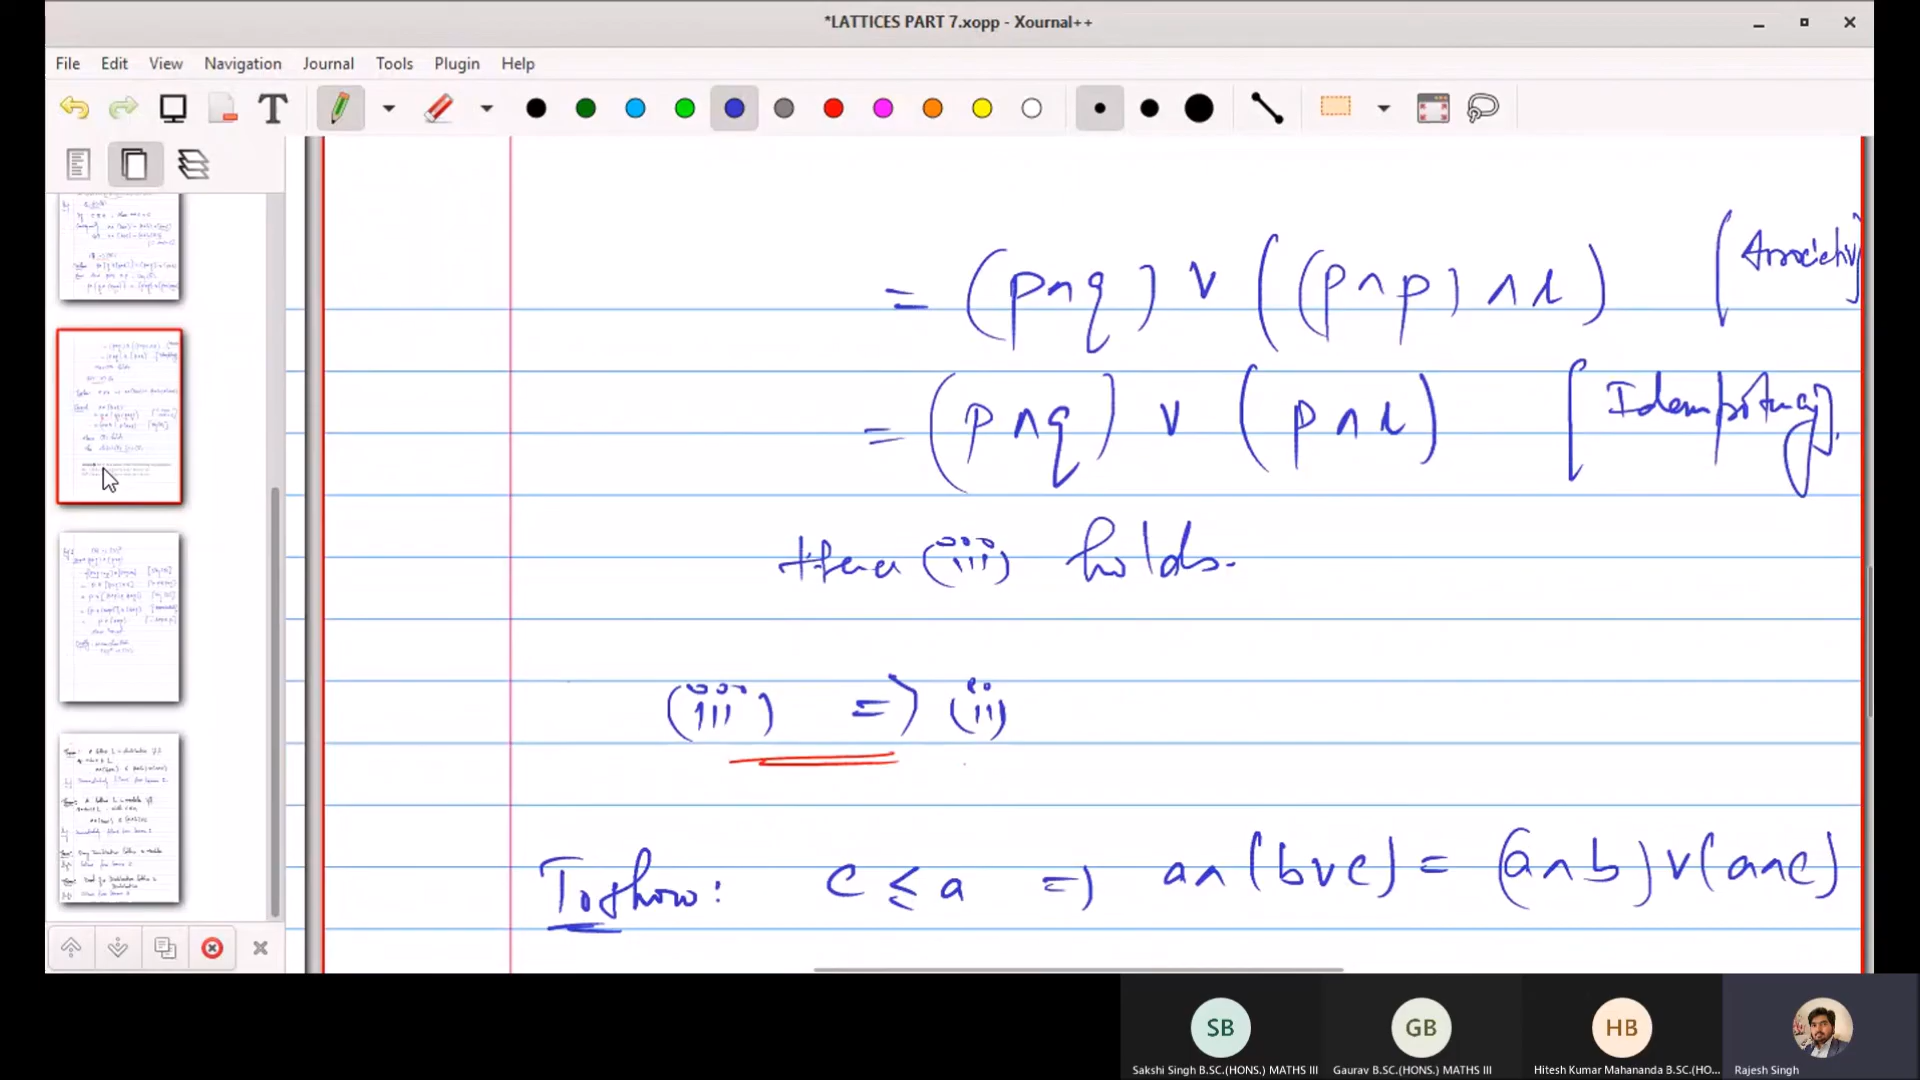 *LATTICES PART 7.xopp - Xournal++
File Edit View Navigation Journal Tools Plugin Help
= (p∧q) ∨ ((p∧p) ∧ r) [Associativ
= (p∧q) ∨ (p∧r) [Idempotency].
(iii) holds.
(iii) => (ii)
To show: c ≤ a => a∧(b∨c) = (a∧b)∨(a∧c)
SB GB HB
Sakshi Singh B.SC.(HONS.) MATHS III Gaurav B.SC.(HONS.) MATHS III Hitesh Kumar Mahananda B.SC.(HO... Rajesh Singh